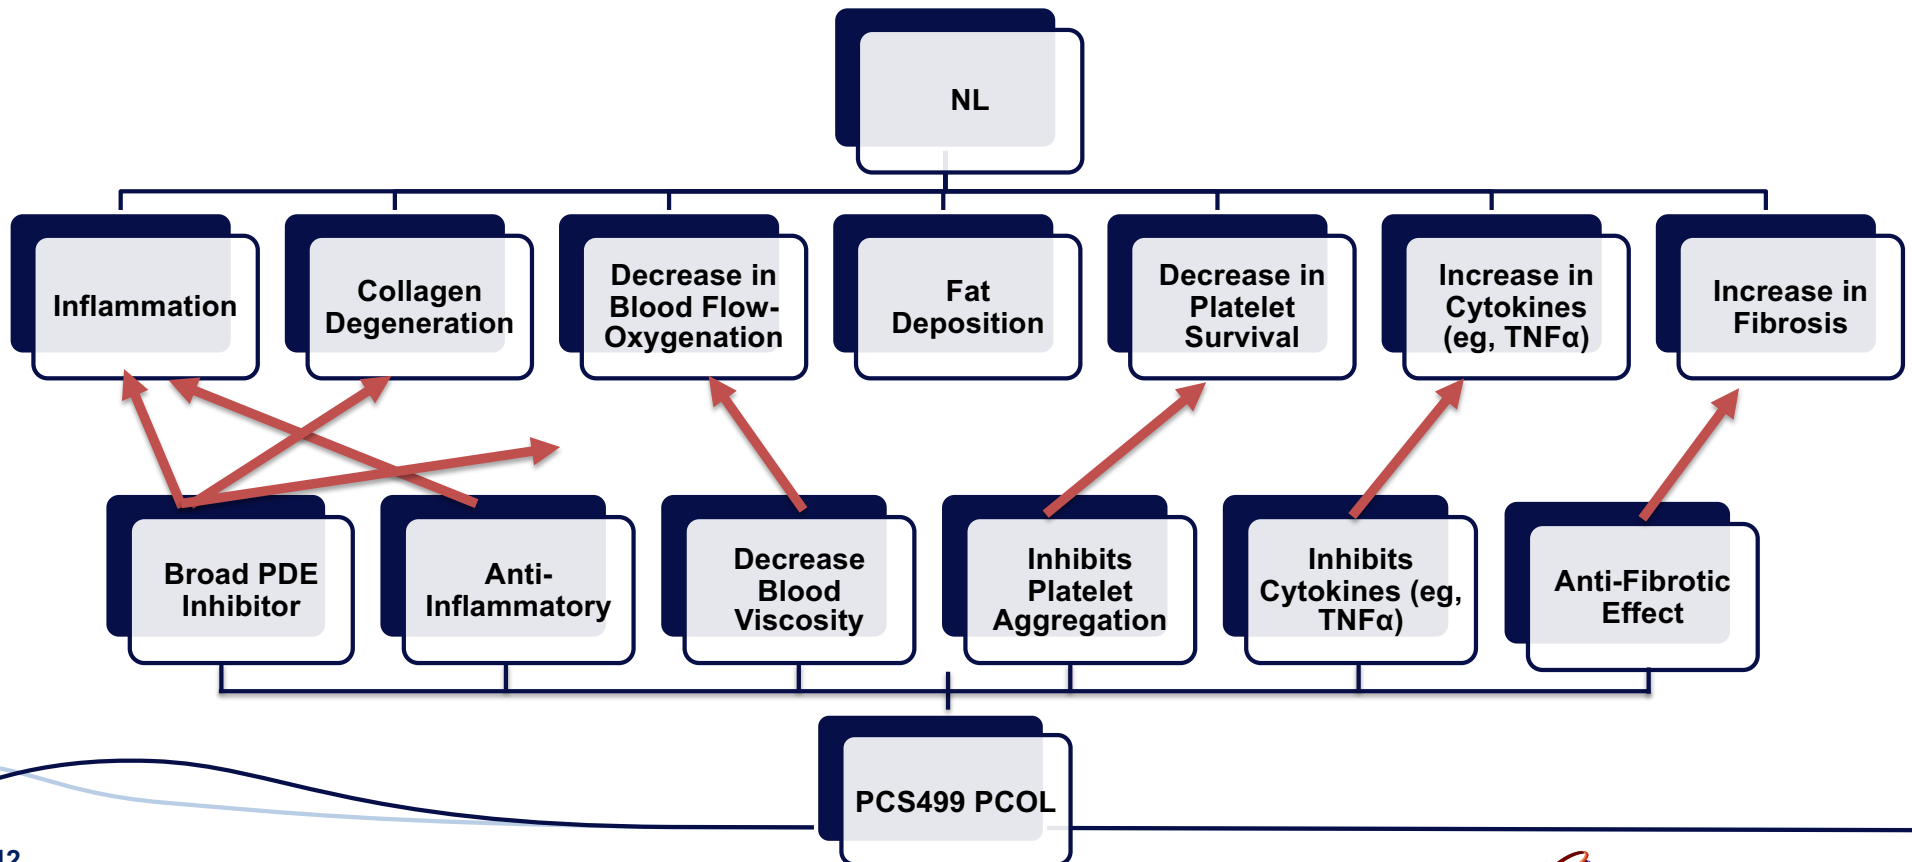 NL
Inflammation
Collagen
Degeneration
Decrease in
Blood Flow-
Oxygenation
Fat
Deposition
Decrease in
Platelet
Survival
Increase in
Cytokines
(eg, TNFα)
Increase in
Fibrosis
Broad PDE
Inhibitor
Anti-
Inflammatory
Decrease
Blood
Viscosity
Inhibits
Platelet
Aggregation
Inhibits
Cytokines (eg,
TNFα)
Anti-Fibrotic
Effect
PCS499 PCOL
12